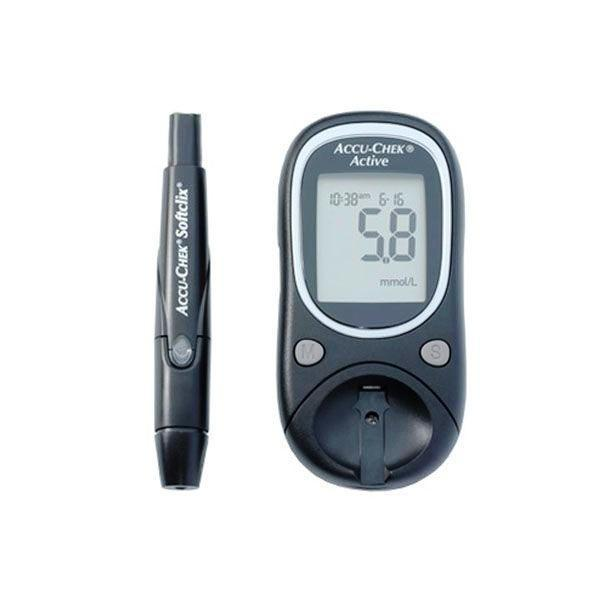 ACCU-CHEK® Softclix®
ACCU-CHEK®
Active
10:38am 6-16
5.8
mmol/L
M
S